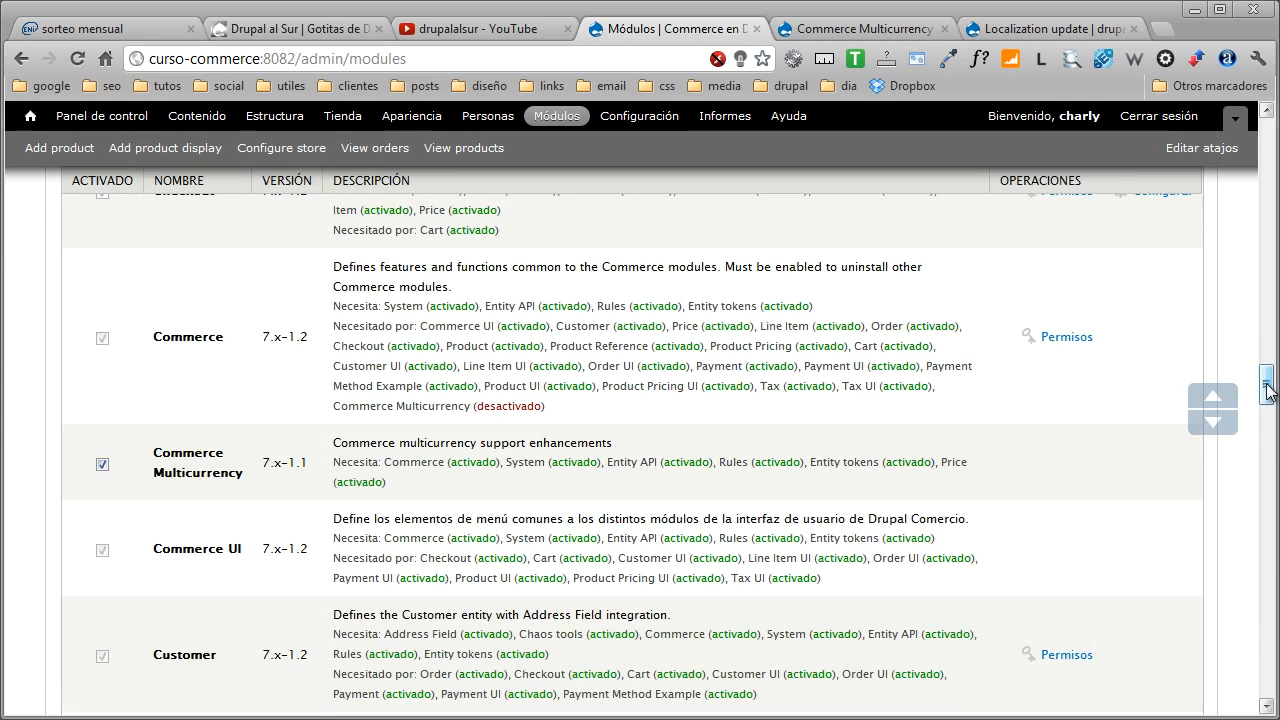 sorteo mensual
Drupal al Sur | Gotitas de D
drupalalsur - YouTube
Módulos | Commerce en D
Commerce Multicurrency
Localization update | drupa
curso-commerce:8082/admin/modules
google seo tutos social utiles clientes posts diseño links email css media drupal dia Dropbox Otros marcadores
Panel de control Contenido Estructura Tienda Apariencia Personas Módulos Configuración Informes Ayuda Bienvenido, charly Cerrar sesión
Add product Add product display Configure store View orders View products Editar atajos
ACTIVADO NOMBRE VERSIÓN DESCRIPCIÓN OPERACIONES
Permisos Configurar
Item (activado), Price (activado)
Necesitado por: Cart (activado)
Defines features and functions common to the Commerce modules. Must be enabled to uninstall other
Commerce modules.
Necesita: System (activado), Entity API (activado), Rules (activado), Entity tokens (activado)
Necesitado por: Commerce UI (activado), Customer (activado), Price (activado), Line Item (activado), Order (activado),
Commerce 7.x-1.2 Permisos
Checkout (activado), Product (activado), Product Reference (activado), Product Pricing (activado), Cart (activado),
Customer UI (activado), Line Item UI (activado), Order UI (activado), Payment (activado), Payment UI (activado), Payment
Method Example (activado), Product UI (activado), Product Pricing UI (activado), Tax (activado), Tax UI (activado),
Commerce Multicurrency (desactivado)
Commerce
Multicurrency
7.x-1.1
Commerce multicurrency support enhancements
Necesita: Commerce (activado), System (activado), Entity API (activado), Rules (activado), Entity tokens (activado), Price
(activado)
Commerce UI 7.x-1.2
Define los elementos de menú comunes a los distintos módulos de la interfaz de usuario de Drupal Comercio.
Necesita: Commerce (activado), System (activado), Entity API (activado), Rules (activado), Entity tokens (activado)
Necesitado por: Checkout (activado), Cart (activado), Customer UI (activado), Line Item UI (activado), Order UI (activado),
Payment UI (activado), Product UI (activado), Product Pricing UI (activado), Tax UI (activado)
Customer 7.x-1.2 Permisos
Defines the Customer entity with Address Field integration.
Necesita: Address Field (activado), Chaos tools (activado), Commerce (activado), System (activado), Entity API (activado),
Rules (activado), Entity tokens (activado)
Necesitado por: Order (activado), Checkout (activado), Cart (activado), Customer UI (activado), Order UI (activado),
Payment (activado), Payment UI (activado), Payment Method Example (activado)